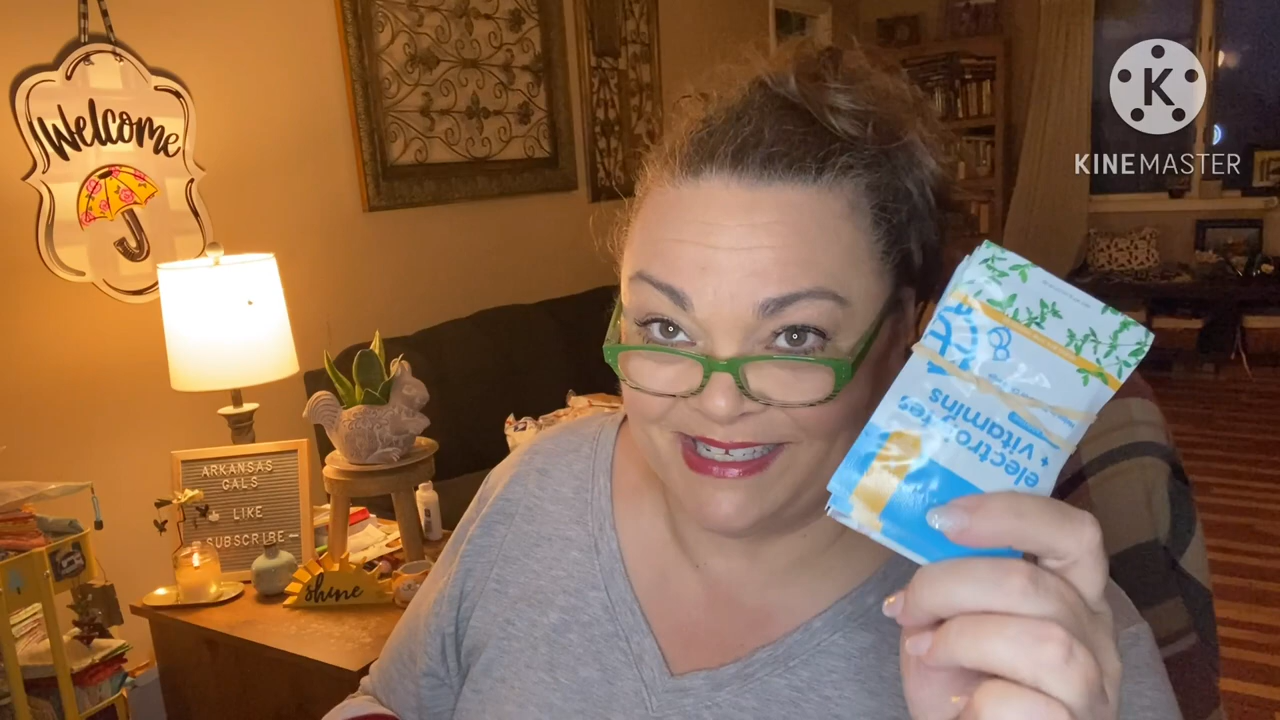 Welcome
K
KINEMASTER
ARKANSAS
GALS
LIKE
SUBSCRIBE
shine
electrolytes
+ vitamins